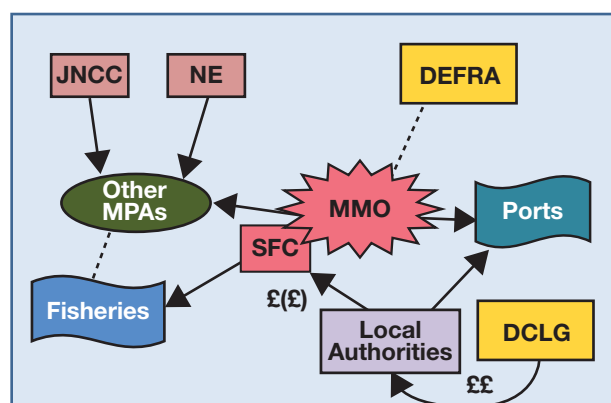 JNCC
NE
DEFRA
Other
MPAs
MMO
Ports
SFC
Fisheries
£(£)
Local
Authorities
DCLG
££